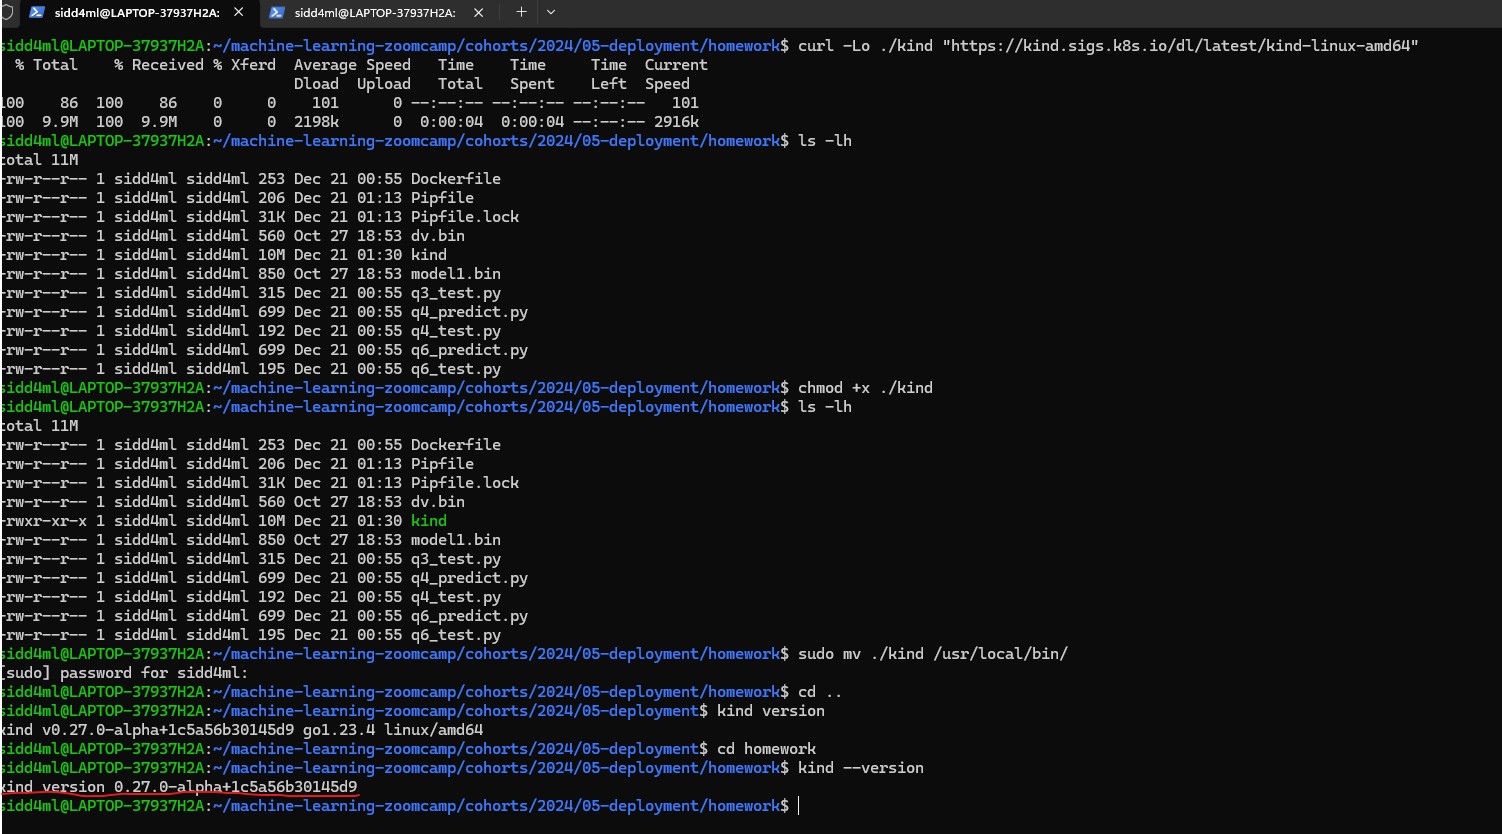 sidd4ml@LAPTOP-37937H2A: × sidd4ml@LAPTOP-37937H2A: × +
sidd4ml@LAPTOP-37937H2A:~/machine-learning-zoomcamp/cohorts/2024/05-deployment/homework$ curl -Lo ./kind "https://kind.sigs.k8s.io/dl/latest/kind-linux-amd64"
% Total % Received % Xferd Average Speed Time Time Time Current
Dload Upload Total Spent Left Speed
100 86 100 86 0 0 101 0 --:--:-- --:--:-- --:--:-- 101
100 9.9M 100 9.9M 0 0 2198k 0 0:00:04 0:00:04 --:--:-- 2916k
sidd4ml@LAPTOP-37937H2A:~/machine-learning-zoomcamp/cohorts/2024/05-deployment/homework$ ls -lh
total 11M
-rw-r--r-- 1 sidd4ml sidd4ml 253 Dec 21 00:55 Dockerfile
-rw-r--r-- 1 sidd4ml sidd4ml 206 Dec 21 01:13 Pipfile
-rw-r--r-- 1 sidd4ml sidd4ml 31K Dec 21 01:13 Pipfile.lock
-rw-r--r-- 1 sidd4ml sidd4ml 560 Oct 27 18:53 dv.bin
-rw-r--r-- 1 sidd4ml sidd4ml 10M Dec 21 01:30 kind
-rw-r--r-- 1 sidd4ml sidd4ml 850 Oct 27 18:53 model1.bin
-rw-r--r-- 1 sidd4ml sidd4ml 315 Dec 21 00:55 q3_test.py
-rw-r--r-- 1 sidd4ml sidd4ml 699 Dec 21 00:55 q4_predict.py
-rw-r--r-- 1 sidd4ml sidd4ml 192 Dec 21 00:55 q4_test.py
-rw-r--r-- 1 sidd4ml sidd4ml 699 Dec 21 00:55 q6_predict.py
-rw-r--r-- 1 sidd4ml sidd4ml 195 Dec 21 00:55 q6_test.py
sidd4ml@LAPTOP-37937H2A:~/machine-learning-zoomcamp/cohorts/2024/05-deployment/homework$ chmod +x ./kind
sidd4ml@LAPTOP-37937H2A:~/machine-learning-zoomcamp/cohorts/2024/05-deployment/homework$ ls -lh
total 11M
-rw-r--r-- 1 sidd4ml sidd4ml 253 Dec 21 00:55 Dockerfile
-rw-r--r-- 1 sidd4ml sidd4ml 206 Dec 21 01:13 Pipfile
-rw-r--r-- 1 sidd4ml sidd4ml 31K Dec 21 01:13 Pipfile.lock
-rw-r--r-- 1 sidd4ml sidd4ml 560 Oct 27 18:53 dv.bin
-rwxr-xr-x 1 sidd4ml sidd4ml 10M Dec 21 01:30 kind
-rw-r--r-- 1 sidd4ml sidd4ml 850 Oct 27 18:53 model1.bin
-rw-r--r-- 1 sidd4ml sidd4ml 315 Dec 21 00:55 q3_test.py
-rw-r--r-- 1 sidd4ml sidd4ml 699 Dec 21 00:55 q4_predict.py
-rw-r--r-- 1 sidd4ml sidd4ml 192 Dec 21 00:55 q4_test.py
-rw-r--r-- 1 sidd4ml sidd4ml 699 Dec 21 00:55 q6_predict.py
-rw-r--r-- 1 sidd4ml sidd4ml 195 Dec 21 00:55 q6_test.py
sidd4ml@LAPTOP-37937H2A:~/machine-learning-zoomcamp/cohorts/2024/05-deployment/homework$ sudo mv ./kind /usr/local/bin/
[sudo] password for sidd4ml:
sidd4ml@LAPTOP-37937H2A:~/machine-learning-zoomcamp/cohorts/2024/05-deployment/homework$ cd ..
sidd4ml@LAPTOP-37937H2A:~/machine-learning-zoomcamp/cohorts/2024/05-deployment$ kind version
kind v0.27.0-alpha+1c5a56b30145d9 go1.23.4 linux/amd64
sidd4ml@LAPTOP-37937H2A:~/machine-learning-zoomcamp/cohorts/2024/05-deployment$ cd homework
sidd4ml@LAPTOP-37937H2A:~/machine-learning-zoomcamp/cohorts/2024/05-deployment/homework$ kind --version
kind version 0.27.0-alpha+1c5a56b30145d9
sidd4ml@LAPTOP-37937H2A:~/machine-learning-zoomcamp/cohorts/2024/05-deployment/homework$